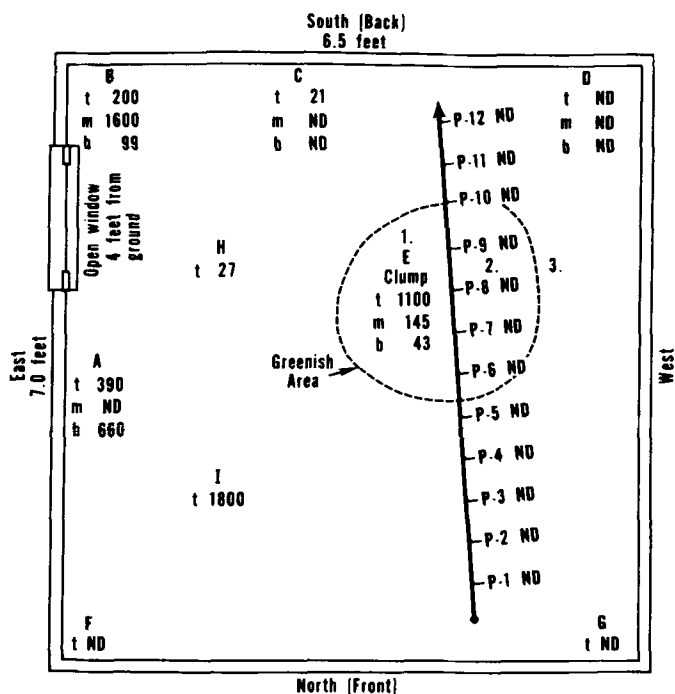 South (Back)
6.5 feet
B
t 200
m 1600
b 99
C
t 21
m ND
b ND
D
t ND
m ND
b ND
P-12 ND
P-11 ND
P-10 ND
P-9 ND
P-8 ND
P-7 ND
P-6 ND
P-5 ND
P-4 ND
P-3 ND
P-2 ND
P-1 ND
Open window
4 feet from
ground
H
t 27
1.
E
Clump
t 1100
m 145
b 43
2.
3.
Greenish
Area
East
7.0 feet
West
A
t 390
m ND
b 660
I
t 1800
F
t ND
G
t ND
North (Front)